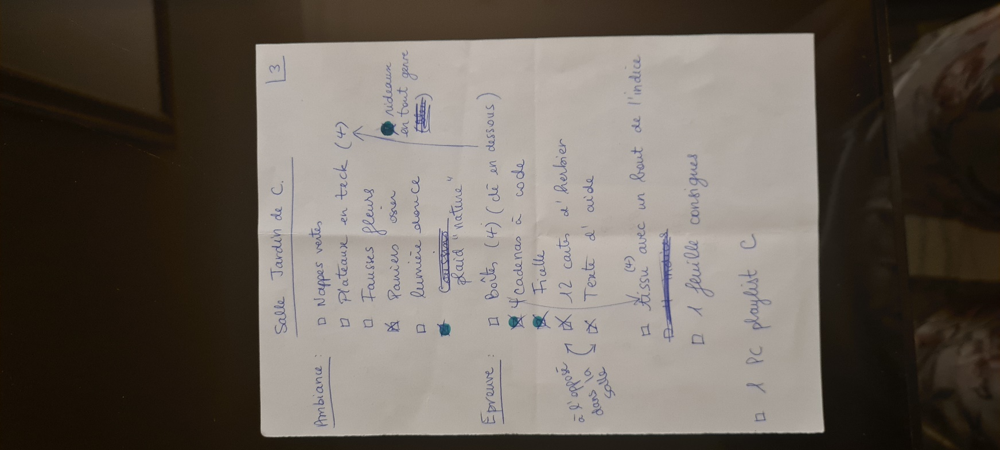 Salle Jardin de C.
3
Ambiance :
□ Nappes vertes
□ Plateaux en teck (4)
□ Fausses fleurs
☒ Paniers osier
□ lumière douce
rideaux
en tout genre
plaid "nature"
Épreuve :
□ Boîtes (4) (clé en dessous)
☒ 4 cadenas à code
☒ Ficelle
☒ 12 cartes d'herbier
☒ Texte d'aide
à l'opposé
dans la
salle
(4)
□ tissu avec un bout de l'indice
□ 1 feuille consignes
□ 1 PC playlist C